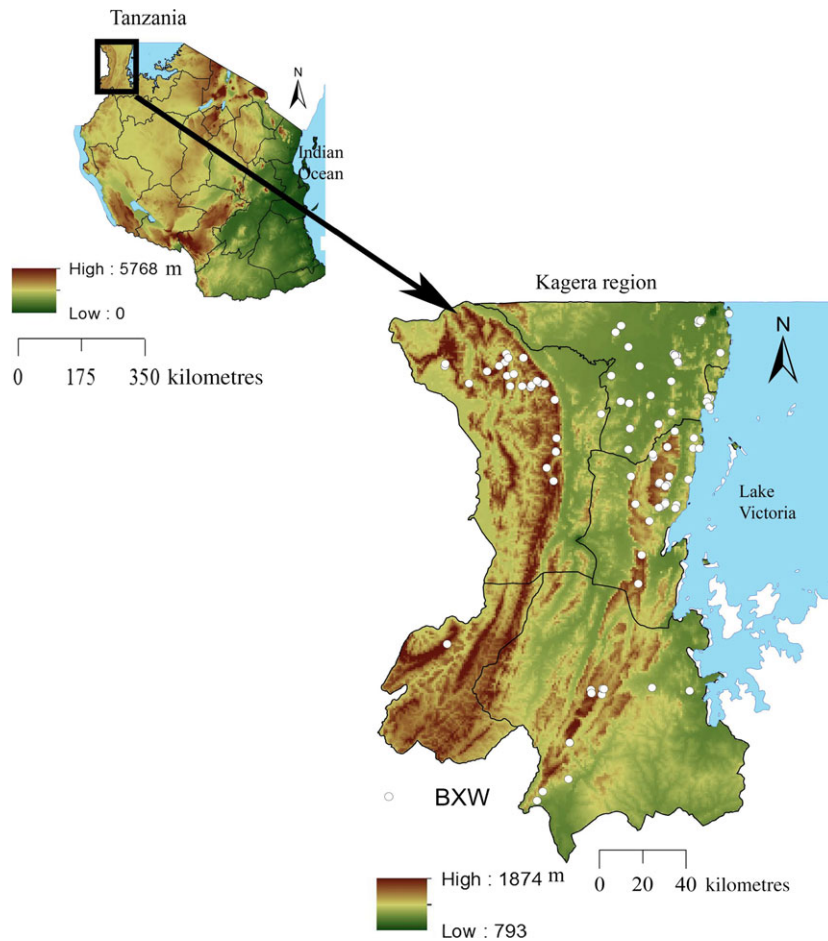 Tanzania
N
Indian
Ocean
High : 5768 m
Low : 0
0 175 350 kilometres
Kagera region
N
Lake
Victoria
BXW
High : 1874 m
Low : 793
0 20 40 kilometres